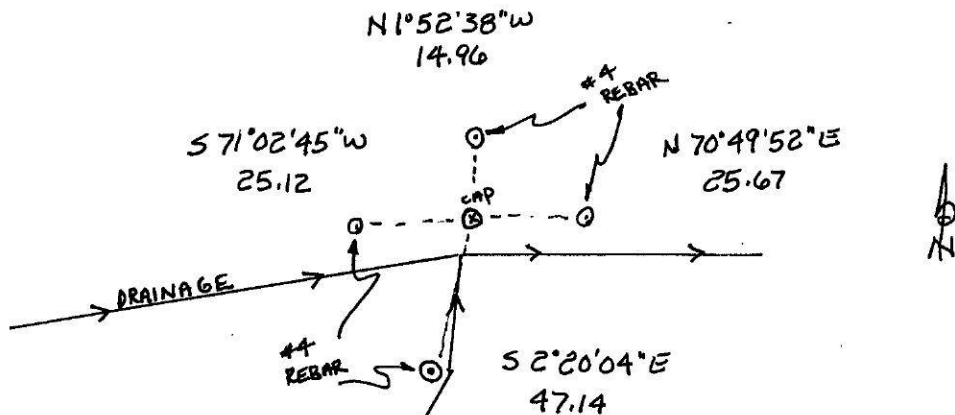 N 1°52'38"W
14.96
#4
REBAR
S 71°02'45"W
25.12
N 70°49'52"E
25.67
CAP
N
DRAINAGE
#4
REBAR
S 2°20'04"E
47.14